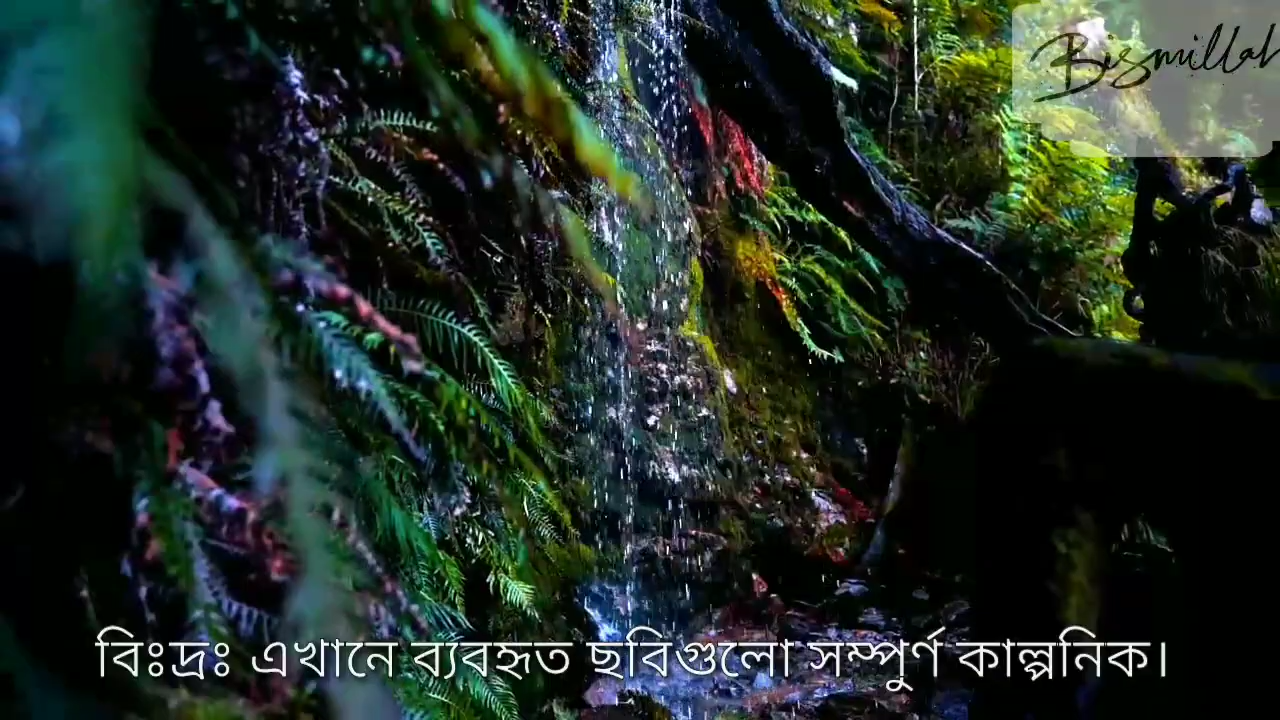 Bismillah
বিঃদ্রঃ এখানে ব্যবহৃত ছবিগুলো সম্পুর্ণ কাল্পনিক।